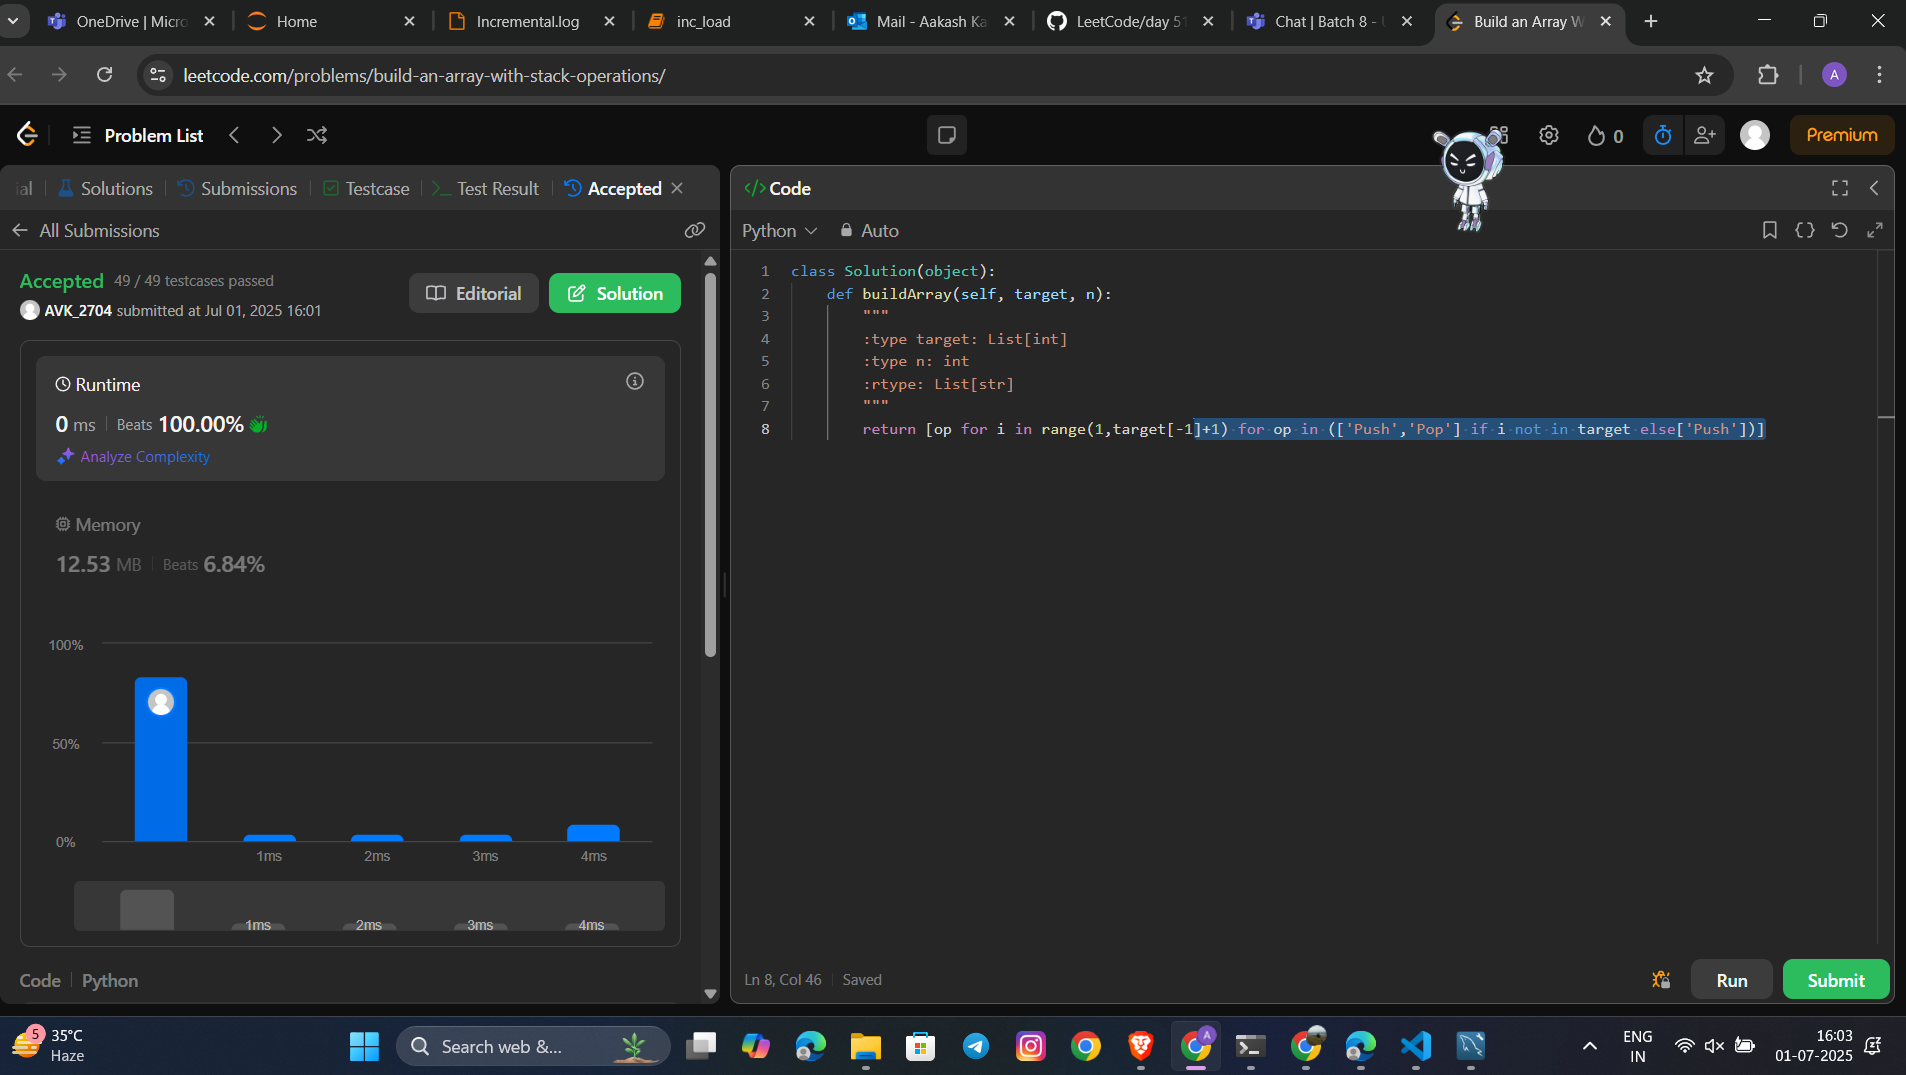 OneDrive | Micro
Home
Incremental.log
inc_load
Mail - Aakash Ka
LeetCode/day 51
Chat | Batch 8 - U
Build an Array W
leetcode.com/problems/build-an-array-with-stack-operations/
A
Problem List
0
Premium
ial
Solutions
Submissions
Testcase
Test Result
Accepted
</> Code
All Submissions
Python
Auto
Accepted 49 / 49 testcases passed
AVK_2704 submitted at Jul 01, 2025 16:01
Editorial
Solution
Runtime
0 ms Beats 100.00%
Analyze Complexity
Memory
12.53 MB Beats 6.84%
100%
50%
0%
1ms 2ms 3ms 4ms
1ms 2ms 3ms 4ms
Code Python
1 class Solution(object):
2 def buildArray(self, target, n):
3 """
4 :type target: List[int]
5 :type n: int
6 :rtype: List[str]
7 """
8 return [op for i in range(1,target[-1]+1) for op in (['Push','Pop'] if i not in target else['Push'])]
Ln 8, Col 46 Saved
Run
Submit
5
35°C
Haze
Search web &...
A
ENG
IN
16:03
01-07-2025